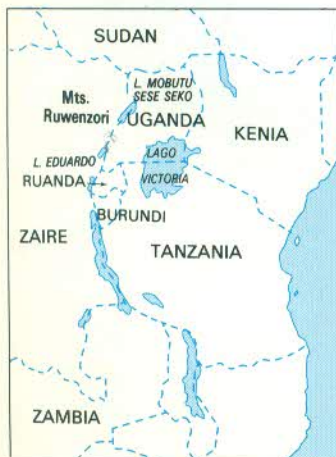 SUDAN
L. MOBUTU
SESE SEKO
Mts.
Ruwenzori
UGANDA
KENIA
L. EDUARDO
LAGO
VICTORIA
RUANDA
BURUNDI
ZAIRE
TANZANIA
ZAMBIA